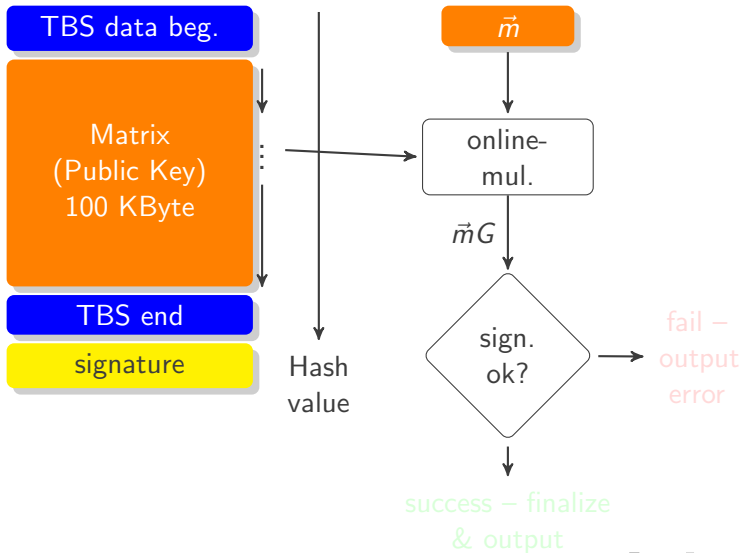 TBS data beg.
Matrix
(Public Key)
100 KByte
TBS end
signature
Hash
value
m⃗
online-
mul.
m⃗G
sign.
ok?
fail –
output
error
success – finalize
& output